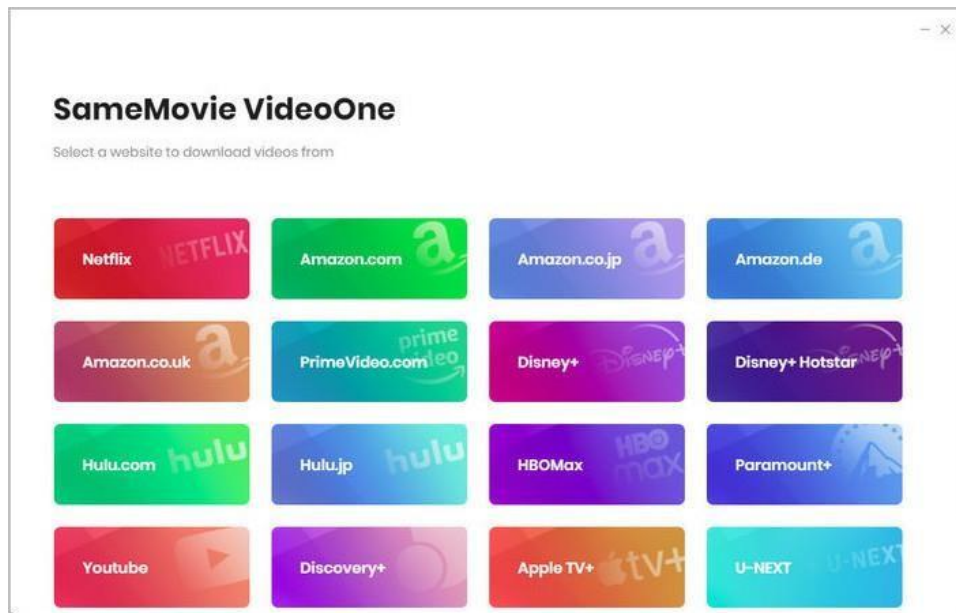 SameMovie VideoOne
Select a website to download videos from
Netflix NETFLIX
Amazon.com a
Amazon.co.jp a
Amazon.de a
Amazon.co.uk a
PrimeVideo.com prime video
Disney+ Disney+
Disney+ Hotstar Disney+
Hulu.com hulu
Hulu.jp hulu
HBOMax HBO max
Paramount+
Youtube
Discovery+
Apple TV+ tv+
U-NEXT U-NEXT